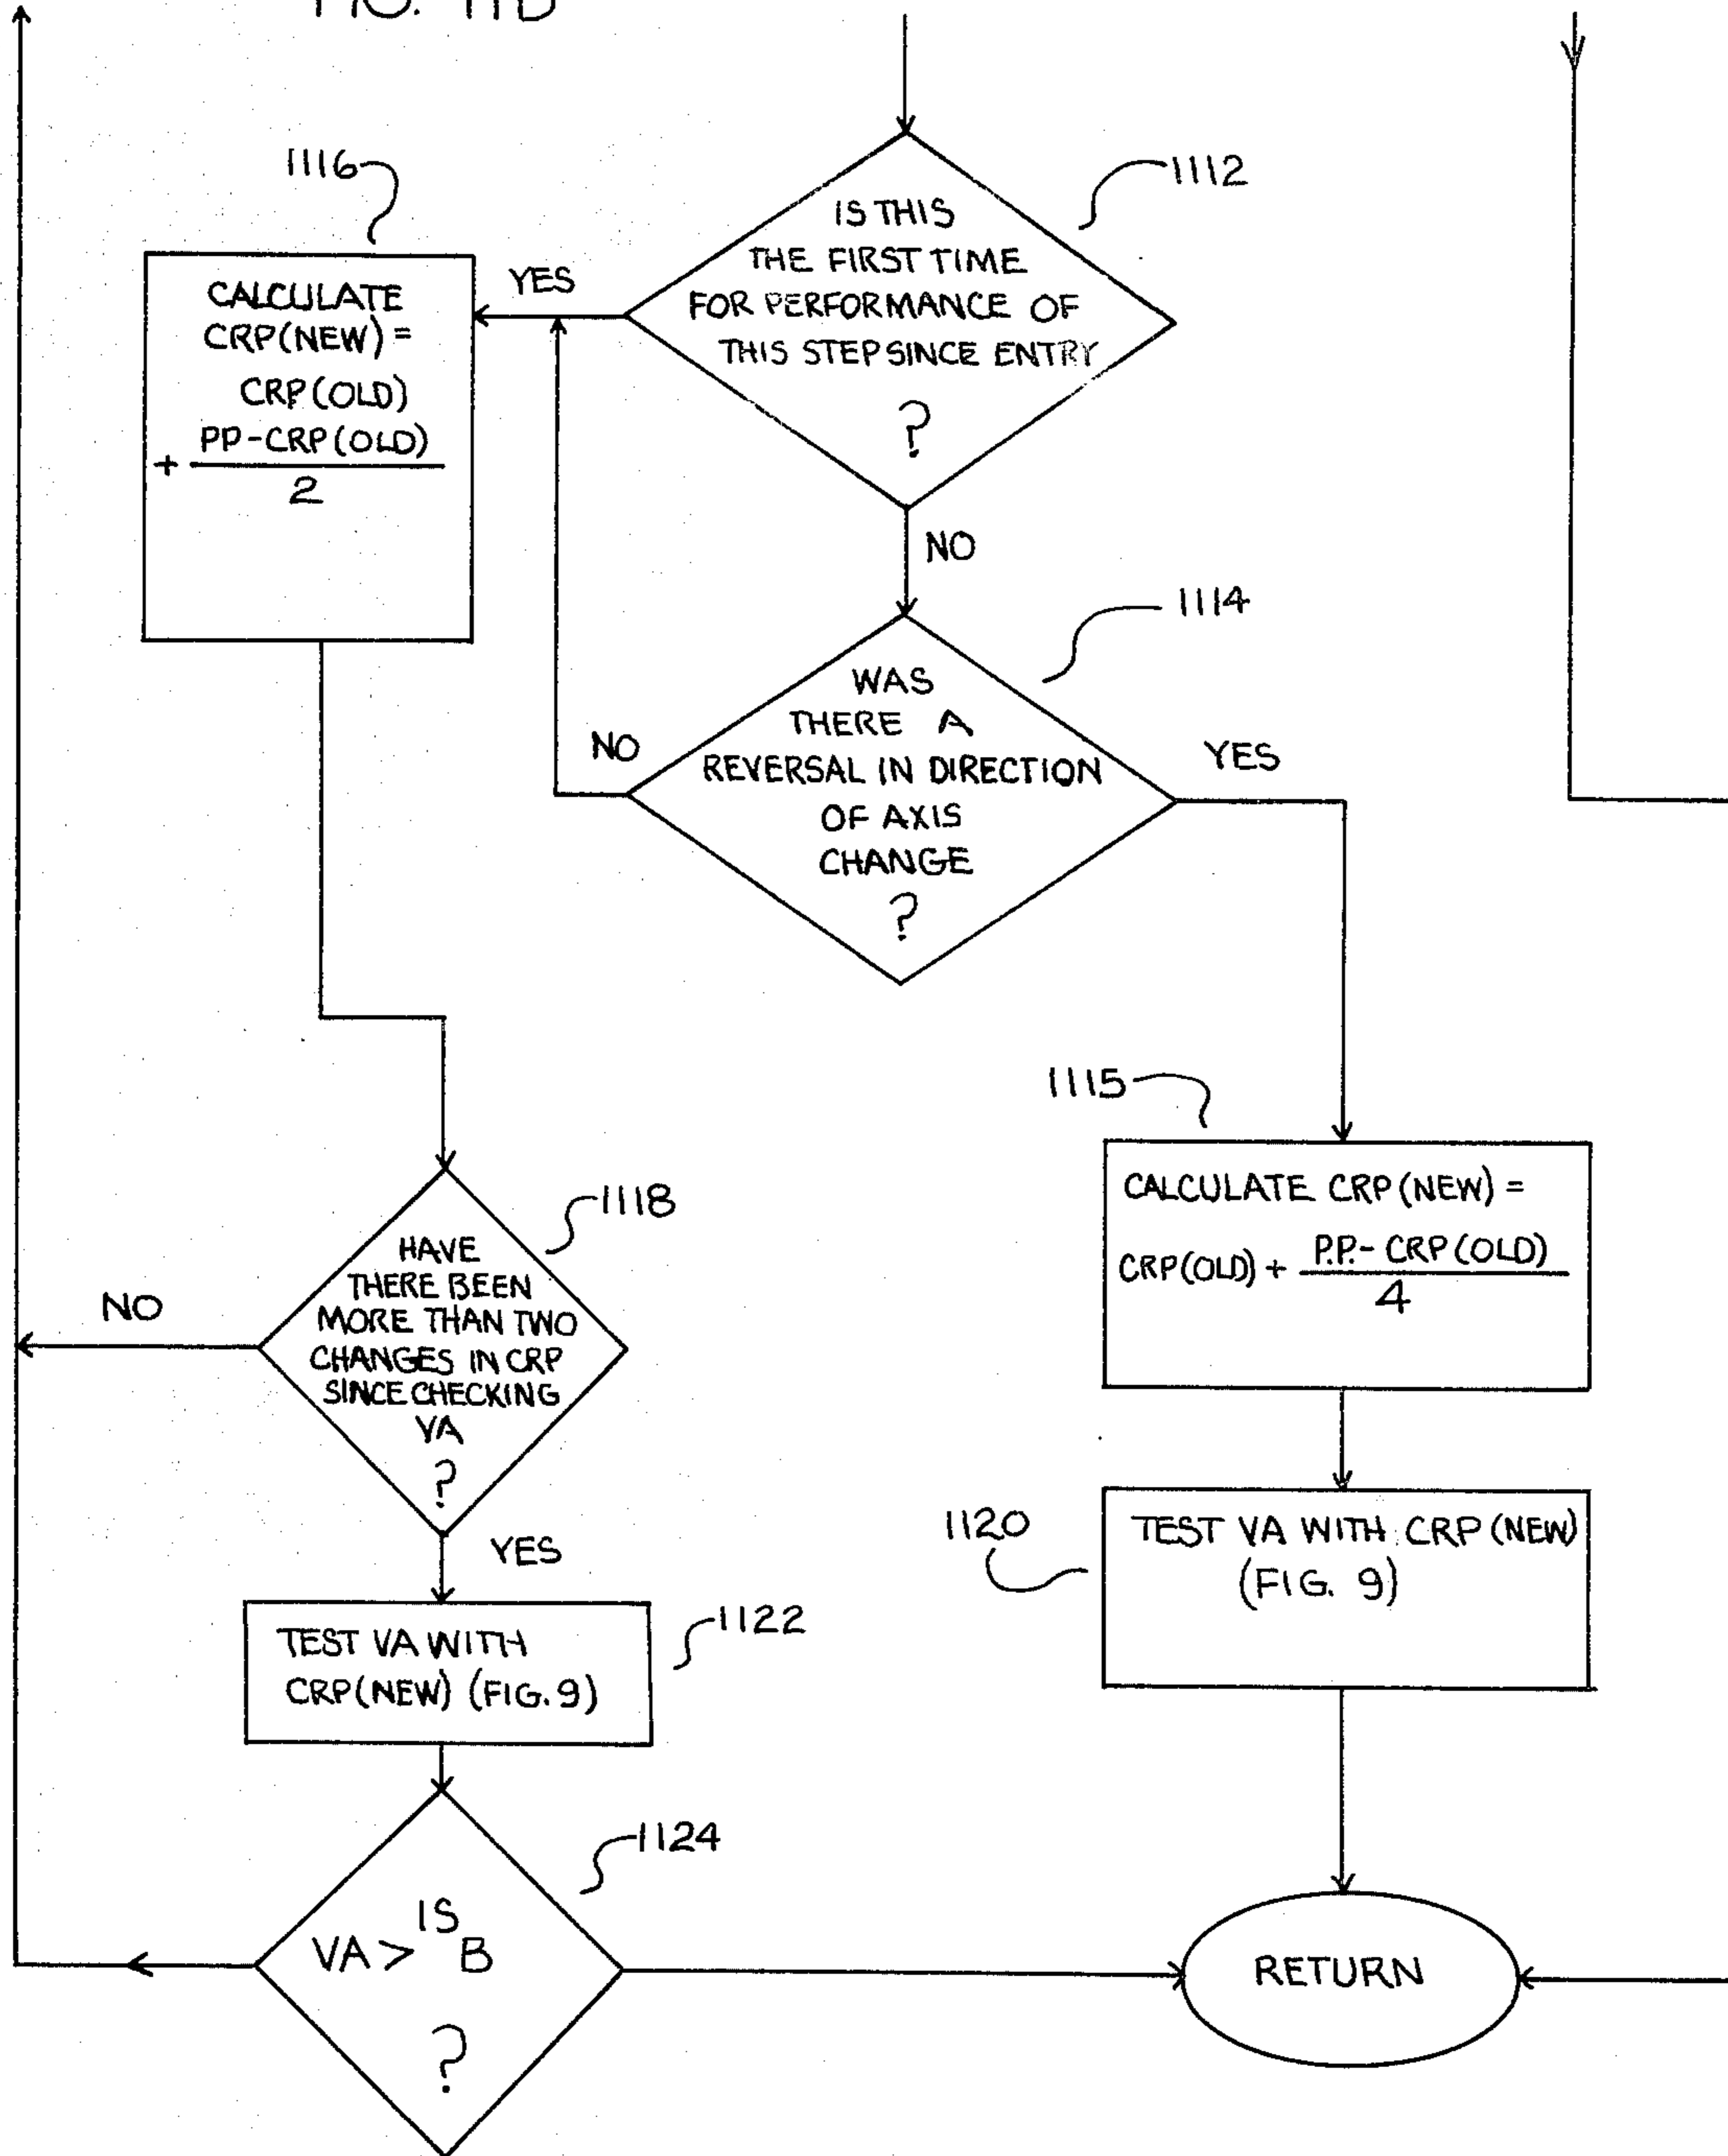 FIG. 11B
1112
IS THIS
THE FIRST TIME
FOR PERFORMANCE OF
THIS STEP SINCE ENTRY
?
YES
NO
1116
CALCULATE
CRP(NEW) =
CRP(OLD)
+ PP-CRP(OLD)
2
1114
WAS
THERE A
REVERSAL IN DIRECTION
OF AXIS
CHANGE
?
NO
YES
1115
CALCULATE CRP(NEW) =
CRP(OLD) + P.P.- CRP(OLD)
4
1118
HAVE
THERE BEEN
MORE THAN TWO
CHANGES IN CRP
SINCE CHECKING
VA
?
NO
YES
1120
TEST VA WITH CRP(NEW)
(FIG. 9)
1122
TEST VA WITH
CRP(NEW) (FIG.9)
1124
IS
VA > B
?
RETURN